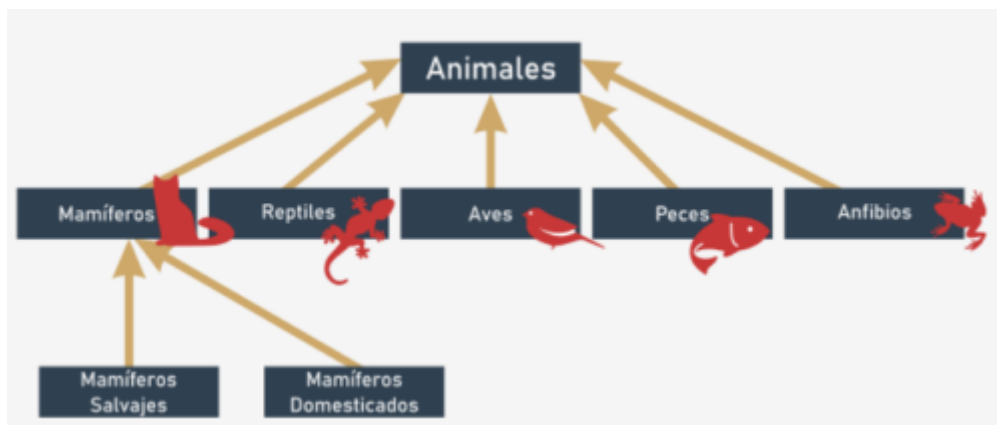 Animales
Mamíferos
Reptiles
Aves
Peces
Anfibios
Mamíferos
Salvajes
Mamíferos
Domesticados